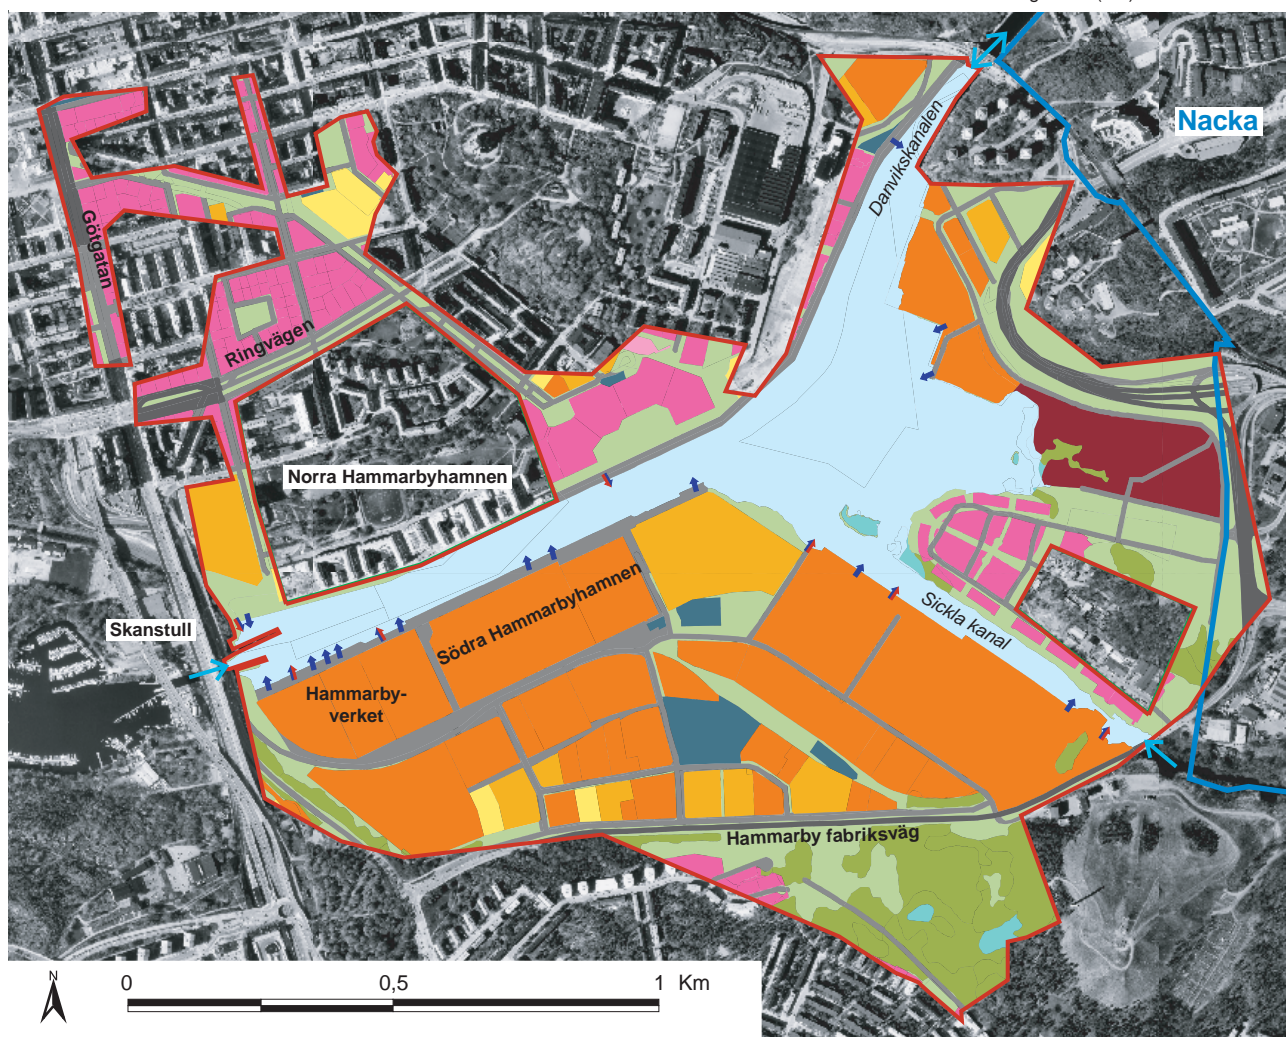 Nacka
Danvikskanalen
Götgatan
Ringvägen
Norra Hammarbyhamnen
Skanstull
Södra Hammarbyhamnen
Sickla kanal
Hammarby-
verket
Hammarby fabriksväg
N
0 0,5 1 Km